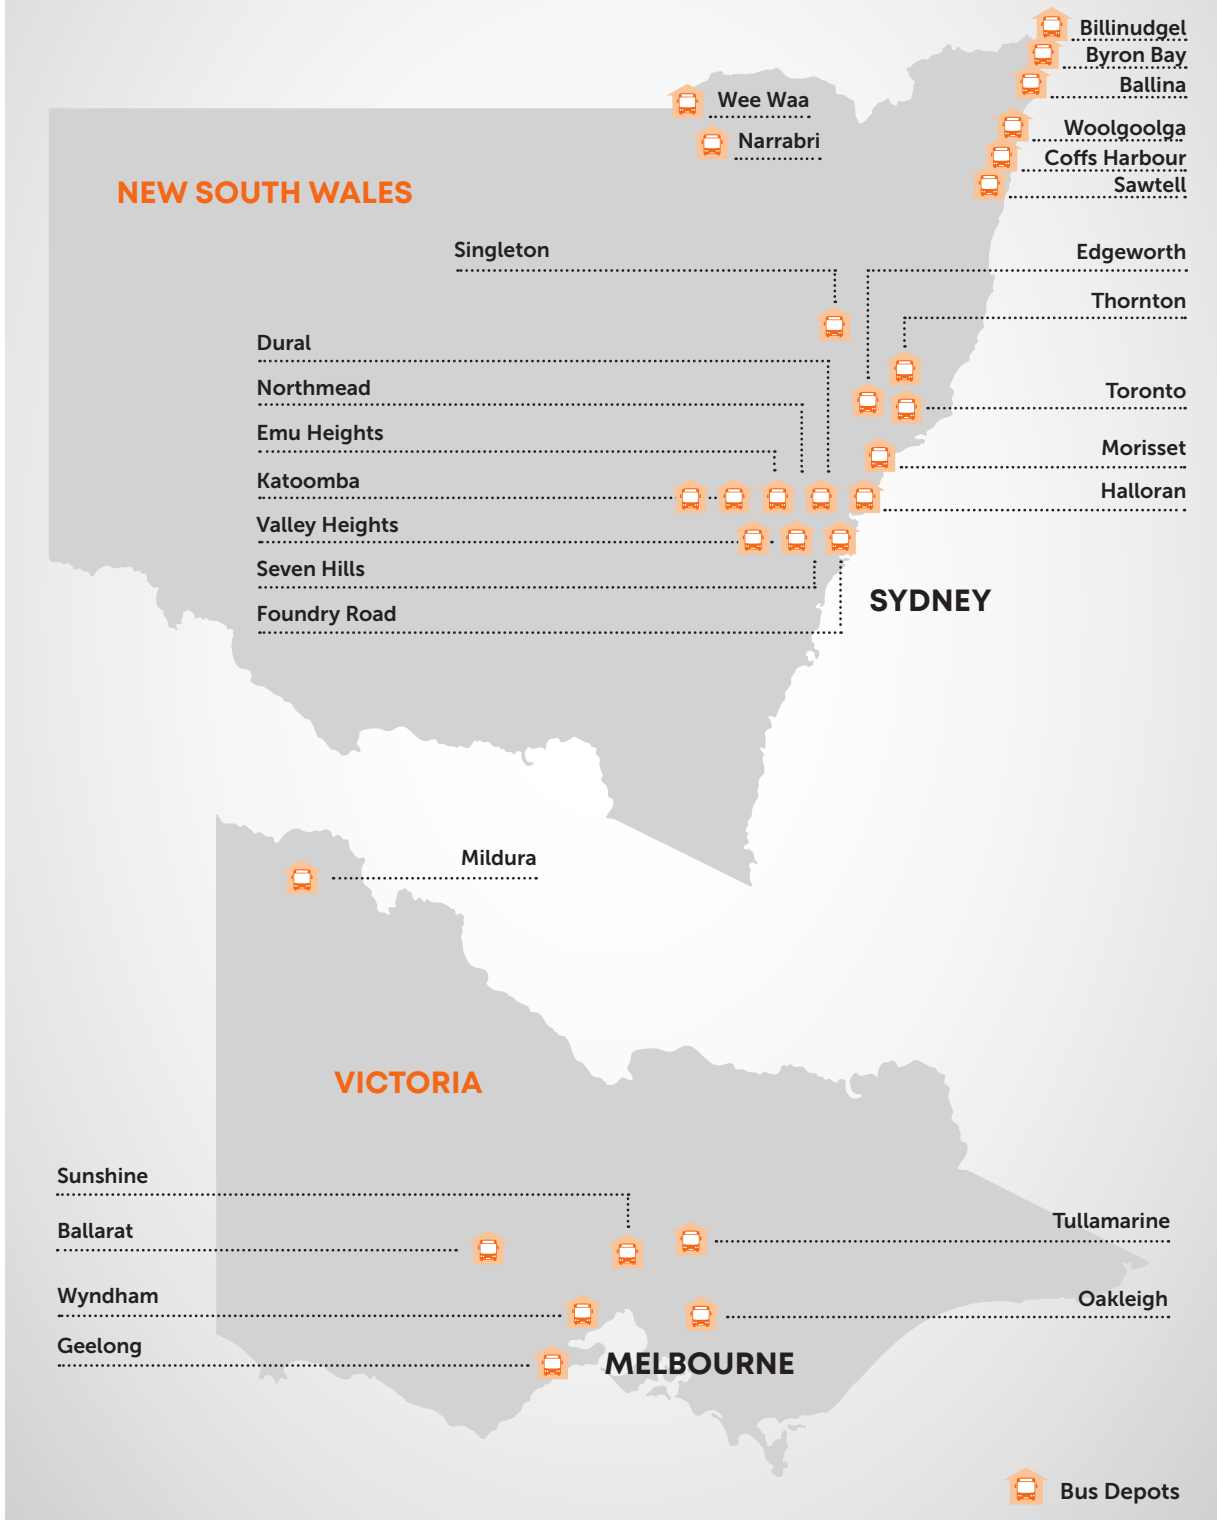 Billinudgel
Byron Bay
Ballina
Wee Waa
Woolgoolga
Narrabri
Coffs Harbour
Sawtell
NEW SOUTH WALES
Singleton
Edgeworth
Thornton
Dural
Northmead
Toronto
Emu Heights
Morisset
Katoomba
Halloran
Valley Heights
Seven Hills
SYDNEY
Foundry Road
Mildura
VICTORIA
Sunshine
Ballarat
Tullamarine
Wyndham
Oakleigh
Geelong
MELBOURNE
Bus Depots